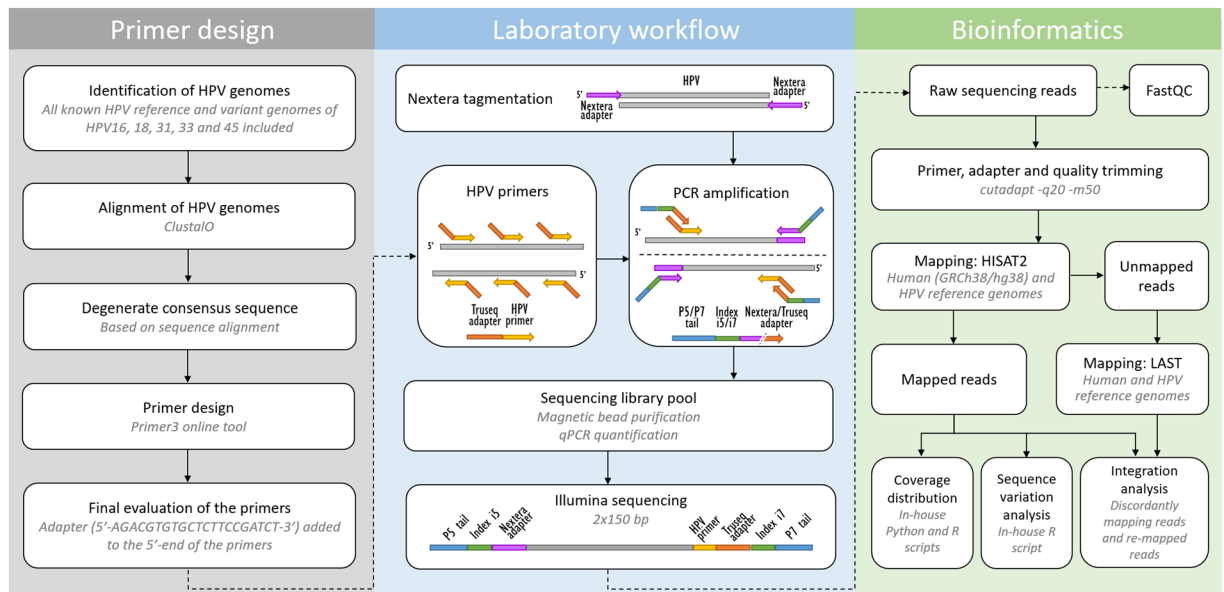 Primer design
Identification of HPV genomes
All known HPV reference and variant genomes of
HPV16, 18, 31, 33 and 45 included
Alignment of HPV genomes
ClustalO
Degenerate consensus sequence
Based on sequence alignment
Primer design
Primer3 online tool
Final evaluation of the primers
Adapter (5′-AGACGTGTGCTCTTCCGATCT-3′) added
to the 5′-end of the primers
Laboratory workflow
Nextera tagmentation
HPV
5'
Nextera
adapter
Nextera
adapter
5'
HPV primers
5'
5'
Truseq
adapter
HPV
primer
PCR amplification
5'
5'
P5/P7
tail
Index
i5/i7
Nextera/Truseq
adapter
Sequencing library pool
Magnetic bead purification
qPCR quantification
Illumina sequencing
2x150 bp
P5 tail
Index i5
Nextera
adapter
HPV
primer
Truseq
adapter
Index i7
P7 tail
Bioinformatics
Raw sequencing reads
FastQC
Primer, adapter and quality trimming
cutadapt -q20 -m50
Mapping: HISAT2
Human (GRCh38/hg38) and
HPV reference genomes
Unmapped
reads
Mapped reads
Mapping: LAST
Human and HPV
reference genomes
Coverage
distribution
In-house
Python and R
scripts
Sequence
variation
analysis
In-house R
script
Integration
analysis
Discordantly
mapping reads
and re-mapped
reads